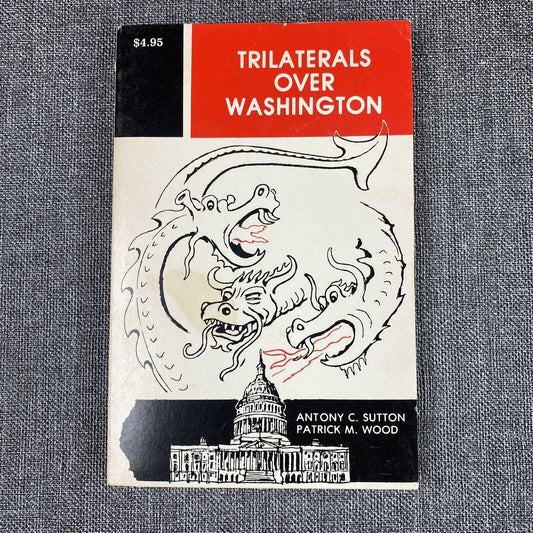 $4.95
TRILATERALS
OVER
WASHINGTON
ANTONY C. SUTTON
PATRICK M. WOOD